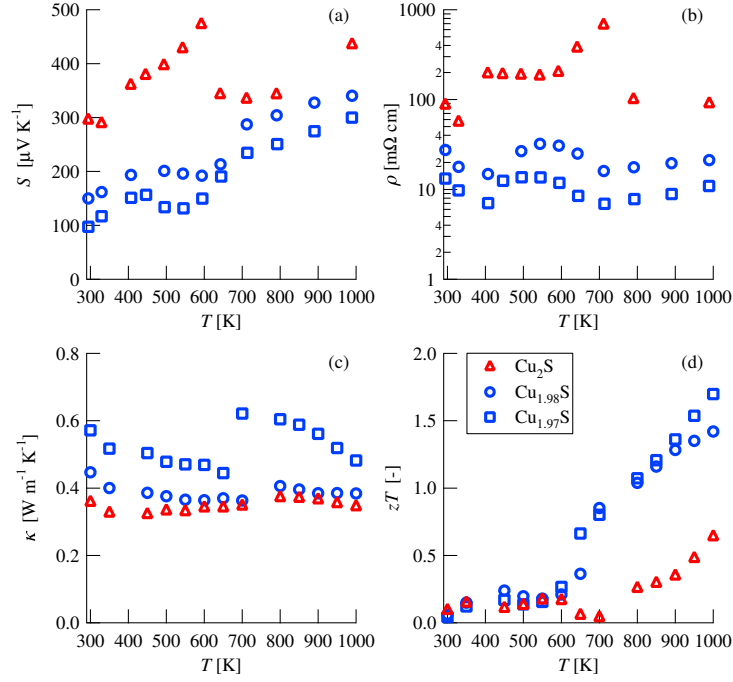 (a)
500
400
300
200
100
0
S [μV K⁻¹]
300 400 500 600 700 800 900 1000
T [K]
(b)
1000
4
2
100
4
2
10
4
2
1
ρ [mΩ cm]
300 400 500 600 700 800 900 1000
T [K]
(c)
0.8
0.6
0.4
0.2
0.0
κ [W m⁻¹ K⁻¹]
300 400 500 600 700 800 900 1000
T [K]
(d)
2.0
1.5
1.0
0.5
0.0
zT [-]
Cu₂S
Cu₁.₉₈S
Cu₁.₉₇S
300 400 500 600 700 800 900 1000
T [K]